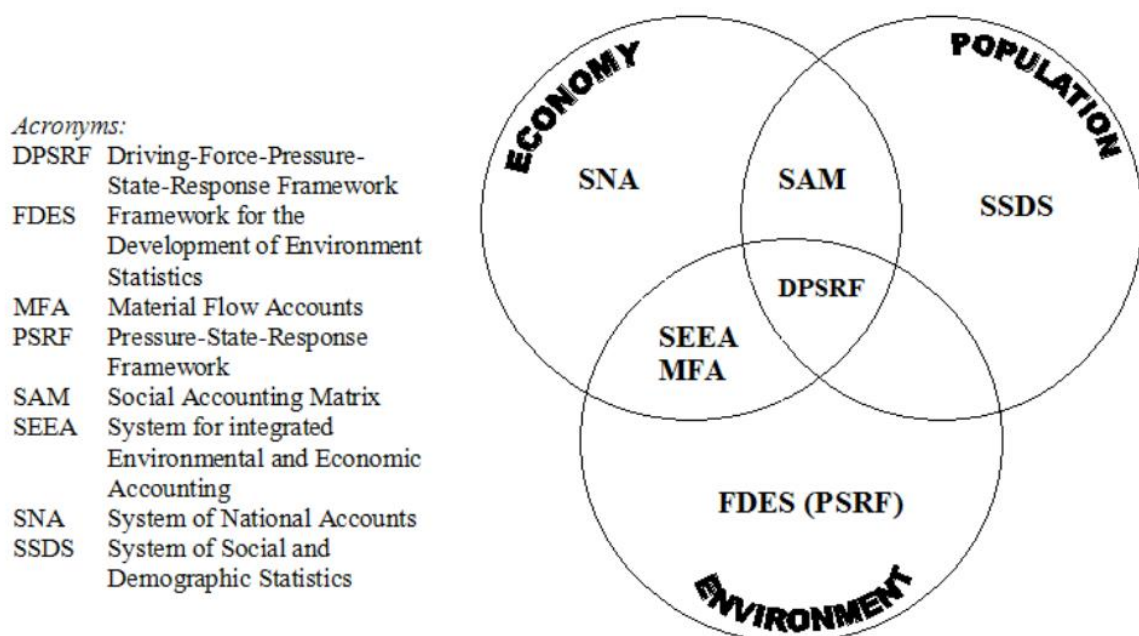 Acronyms:
DPSRF Driving-Force-Pressure-
State-Response Framework
FDES Framework for the
Development of Environment
Statistics
MFA Material Flow Accounts
PSRF Pressure-State-Response
Framework
SAM Social Accounting Matrix
SEEA System for integrated
Environmental and Economic
Accounting
SNA System of National Accounts
SSDS System of Social and
Demographic Statistics
ECONOMY
POPULATION
SNA
SAM
SSDS
DPSRF
SEEA
MFA
FDES (PSRF)
ENVIRONMENT